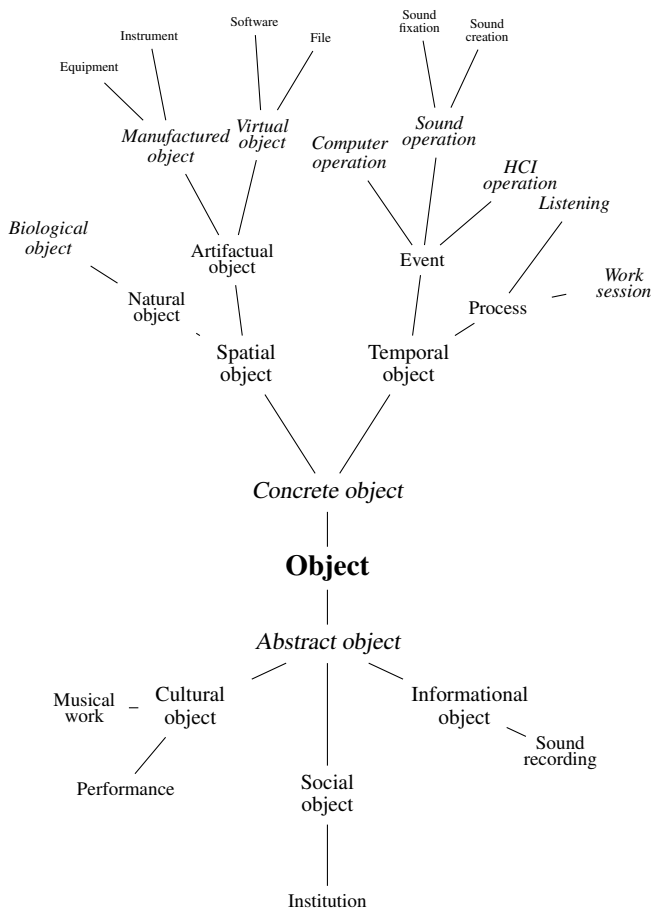 Sound
fixation
Sound
creation
Software
File
Instrument
Equipment
Manufactured
object
Virtual
object
Computer
operation
Sound
operation
HCI
operation
Listening
Biological
object
Artifactual
object
Event
Work
session
Natural
object
Process
Spatial
object
Temporal
object
Concrete object
Object
Abstract object
Musical
work
Cultural
object
Informational
object
Sound
recording
Performance
Social
object
Institution